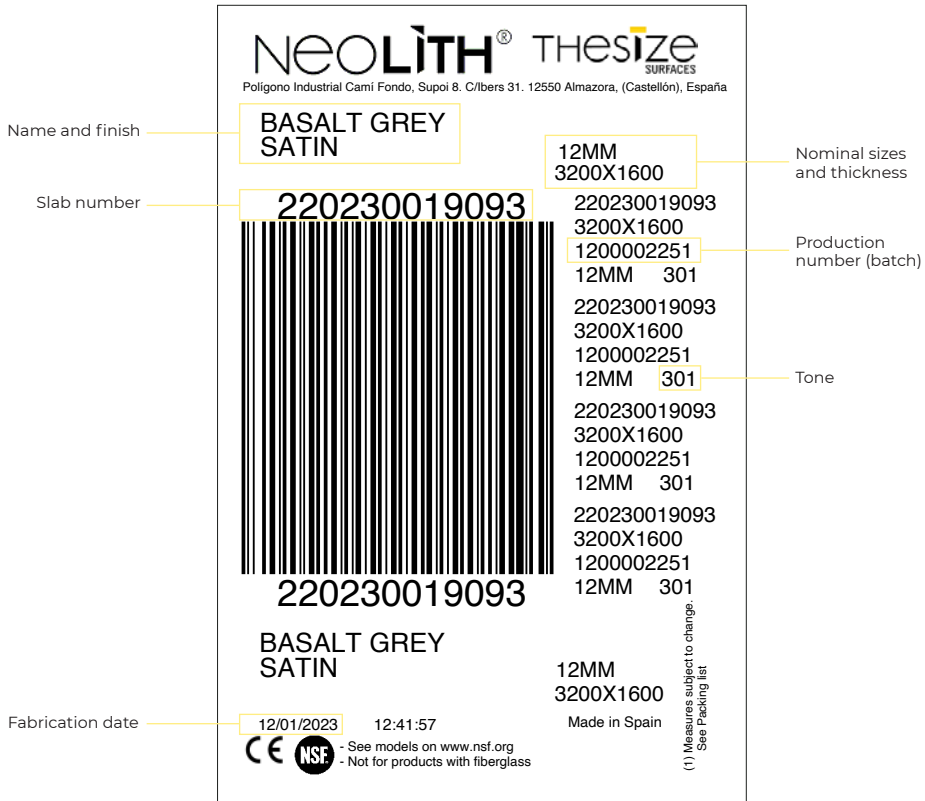 NEOLITH® THESIZE
SURFACES
Polígono Industrial Camí Fondo, Supoi 8. C/Ibers 31. 12550 Almazora, (Castellón), España
Name and finish
BASALT GREY
SATIN
12MM
3200X1600
Nominal sizes
and thickness
Slab number
220230019093
220230019093
3200X1600
1200002251
12MM 301
Production
number (batch)
220230019093
3200X1600
1200002251
12MM 301
Tone
220230019093
3200X1600
1200002251
12MM 301
220230019093
3200X1600
1200002251
12MM 301
220230019093
BASALT GREY
SATIN
12MM
3200X1600
(1) Measures subject to change.
See Packing list
Fabrication date
12/01/2023 12:41:57
Made in Spain
CE NSF.
- See models on www.nsf.org
- Not for products with fiberglass